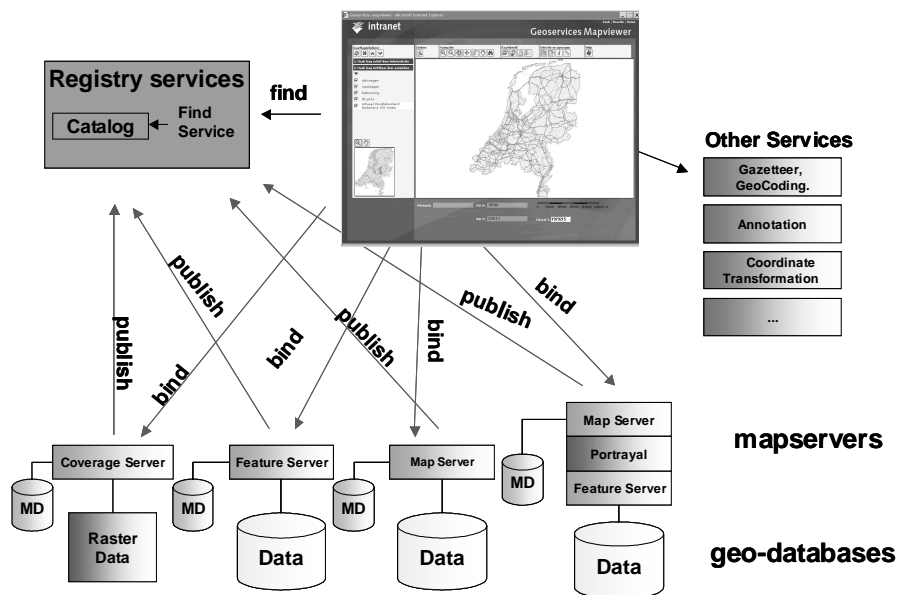 intranet
Geoservices Mapviewer
Registry services
Catalog
Find
Service
find
Other Services
Gazetteer,
GeoCoding.
Annotation
Coordinate
Transformation
...
publish
bind
publish
bind
publish
bind
publish
bind
Coverage Server
MD
Raster
Data
Feature Server
MD
Data
Map Server
MD
Data
Map Server
Portrayal
Feature Server
MD
Data
mapservers
geo-databases